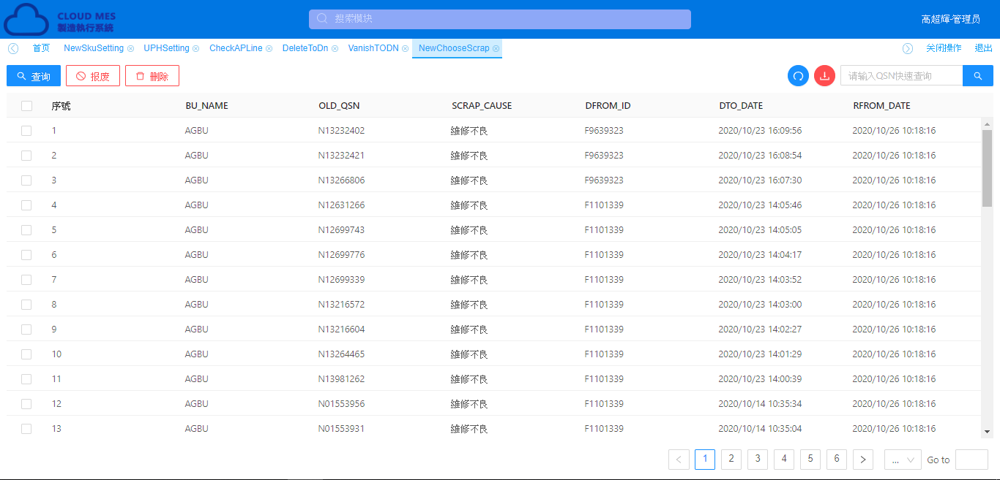 CLOUD MES
製造執行系統
搜索模块
高超輝-管理员
首页 NewSkuSetting UPHSetting CheckAPLine DeleteToDn VanishTODN NewChooseScrap 关闭操作 退出
查询 报废 删除 请输入QSN快速查询
序號 BU_NAME OLD_QSN SCRAP_CAUSE DFROM_ID DTO_DATE RFROM_DATE
1 AGBU N13232402 維修不良 F9639323 2020/10/23 16:09:56 2020/10/26 10:18:16
2 AGBU N13232421 維修不良 F9639323 2020/10/23 16:08:54 2020/10/26 10:18:16
3 AGBU N13266806 維修不良 F9639323 2020/10/23 16:07:30 2020/10/26 10:18:16
4 AGBU N12631266 維修不良 F1101339 2020/10/23 14:05:46 2020/10/26 10:18:16
5 AGBU N12699743 維修不良 F1101339 2020/10/23 14:05:05 2020/10/26 10:18:16
6 AGBU N12699776 維修不良 F1101339 2020/10/23 14:04:17 2020/10/26 10:18:16
7 AGBU N12699339 維修不良 F1101339 2020/10/23 14:03:52 2020/10/26 10:18:16
8 AGBU N13216572 維修不良 F1101339 2020/10/23 14:03:00 2020/10/26 10:18:16
9 AGBU N13216604 維修不良 F1101339 2020/10/23 14:02:27 2020/10/26 10:18:16
10 AGBU N13264465 維修不良 F1101339 2020/10/23 14:01:29 2020/10/26 10:18:16
11 AGBU N13981262 維修不良 F1101339 2020/10/23 14:00:39 2020/10/26 10:18:16
12 AGBU N01553956 維修不良 F1101339 2020/10/14 10:35:34 2020/10/26 10:18:16
13 AGBU N01553931 維修不良 F1101339 2020/10/14 10:35:04 2020/10/26 10:18:16
< 1 2 3 4 5 6 > ... Go to